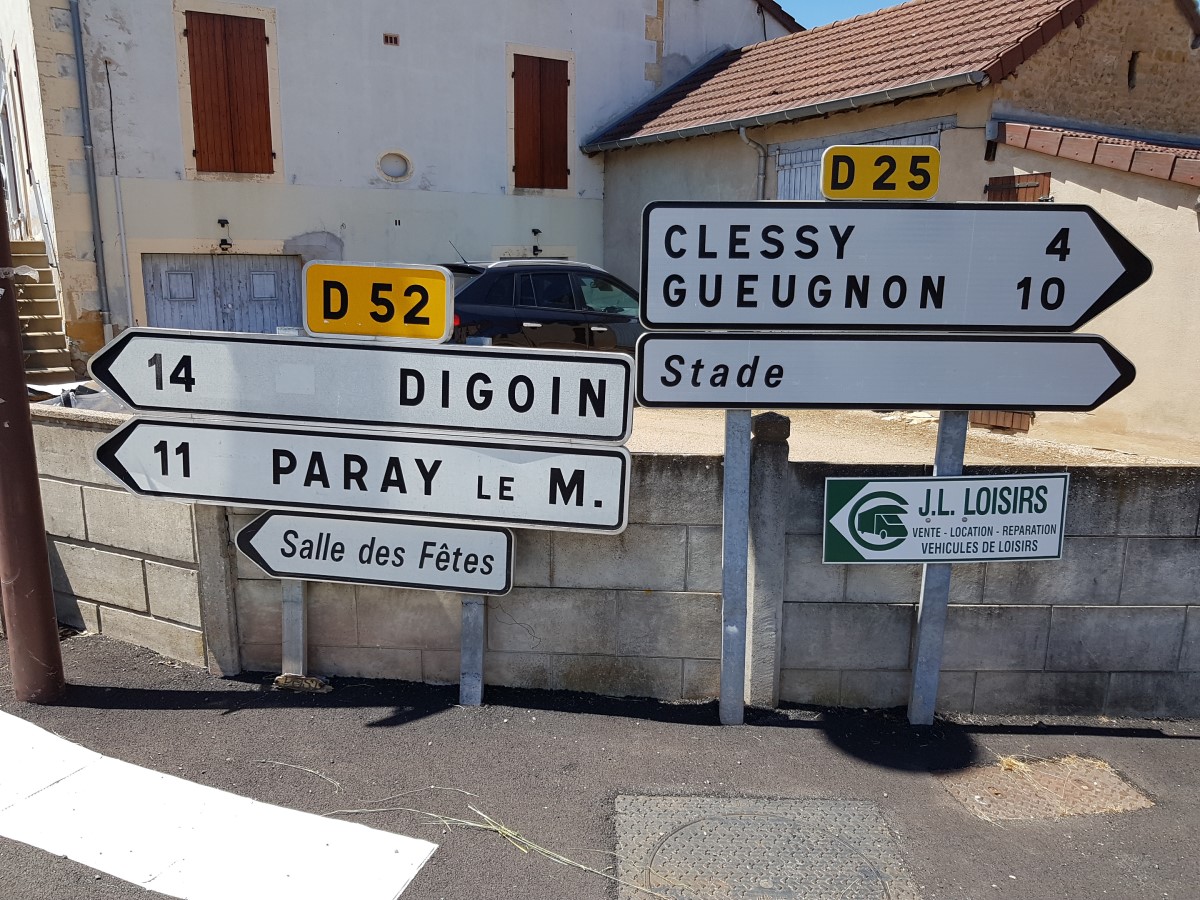 D 52
14 DIGOIN
11 PARAY LE M.
Salle des Fêtes
D 25
CLESSY 4
GUEUGNON 10
Stade
J.L. LOISIRS
VENTE - LOCATION - REPARATION
VEHICULES DE LOISIRS